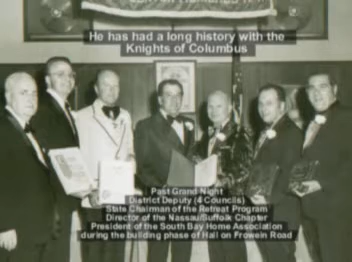 He has had a long history with the
Knights of Columbus
Past Grand Night
District Deputy (4 Councils)
State Chairman of the Retreat Program
Director of the Nassau/Suffolk Chapter
President of the South Bay Home Association
during the building phase of Hall on Frowein Road